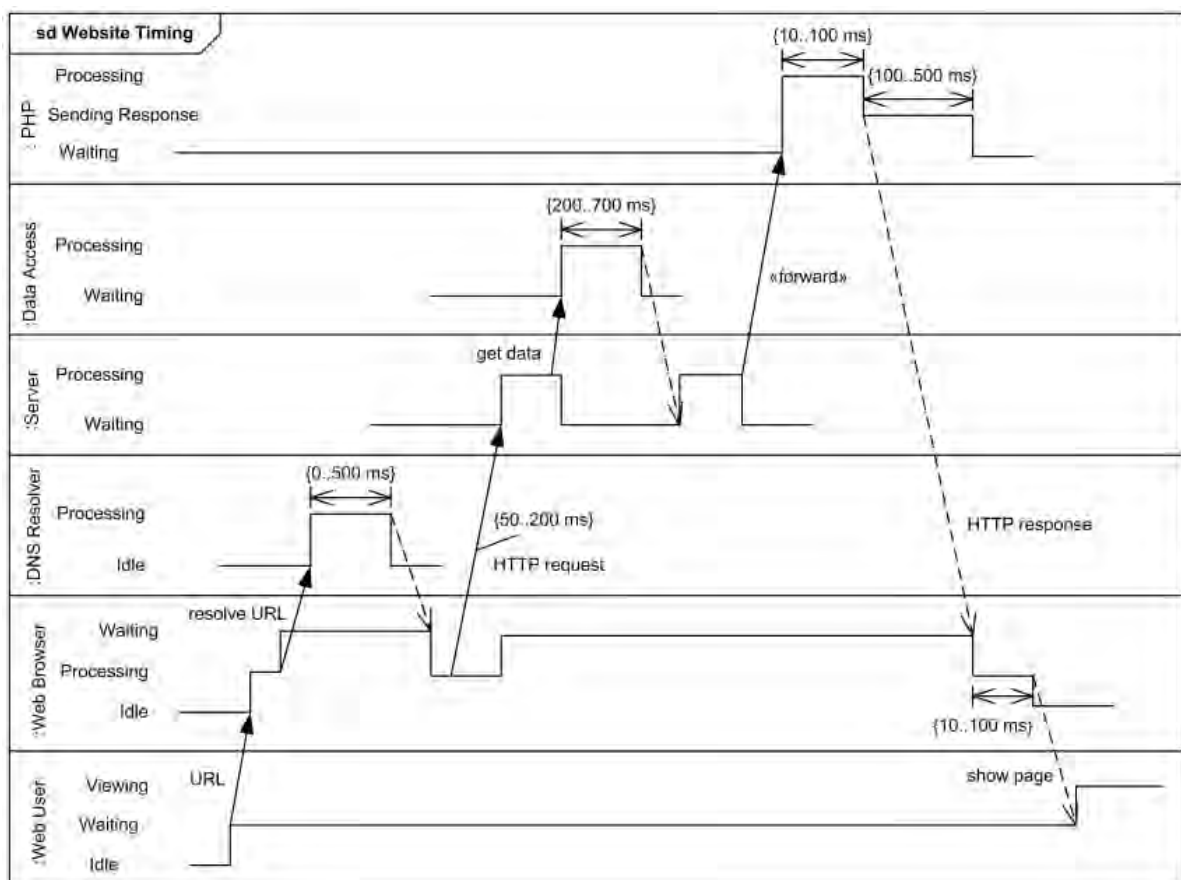 sd Website Timing
{10..100 ms}
Processing
{100..500 ms}
Sending Response
Waiting
: PHP
{200..700 ms}
Processing
Waiting
«forward»
:Data Access
get data
Processing
Waiting
:Server
{0..500 ms}
Processing
{50..200 ms}
HTTP response
Idle
HTTP request
:DNS Resolver
resolve URL
Waiting
Processing
Idle
{10..100 ms}
:Web Browser
URL
show page
Viewing
Waiting
Idle
:Web User